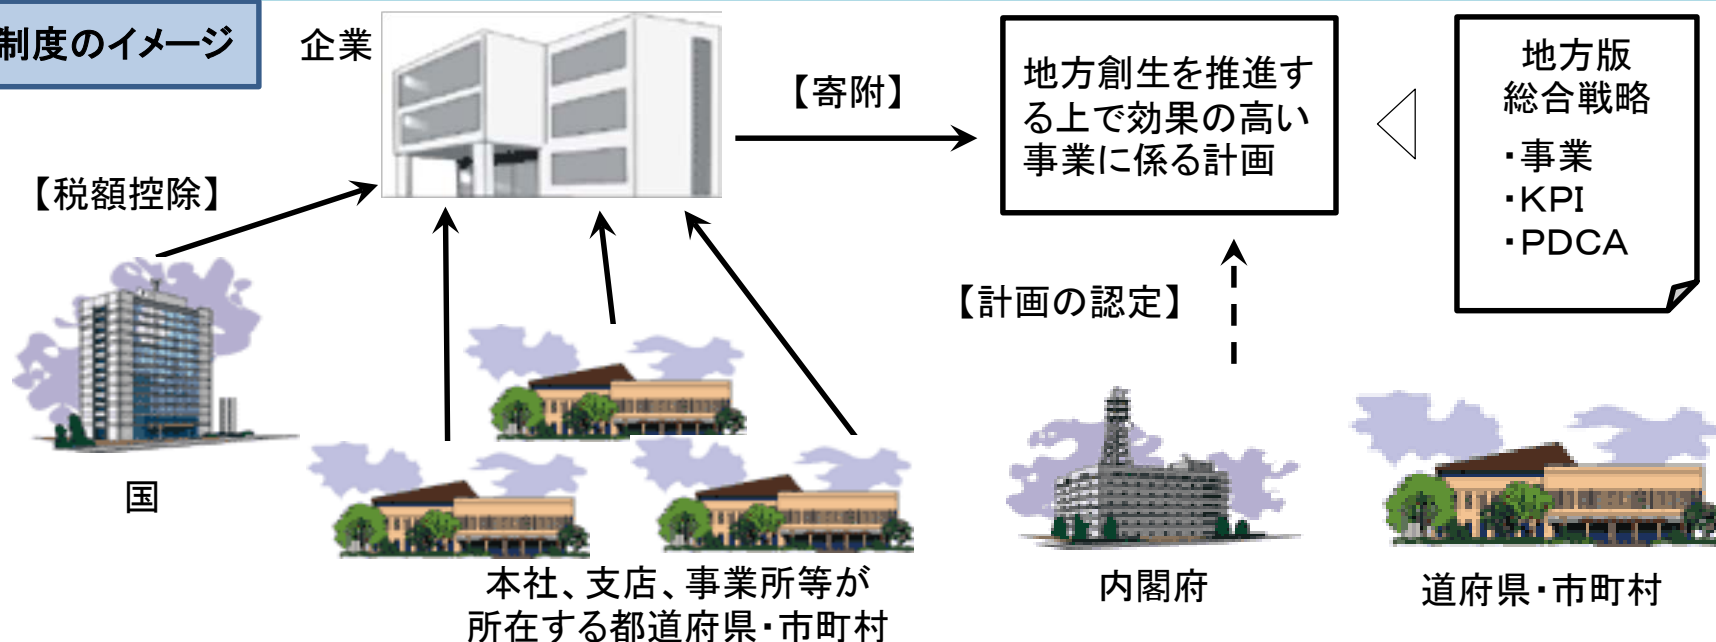 制度のイメージ
企業
【寄附】
地方創生を推進す
る上で効果の高い
事業に係る計画
地方版
総合戦略
・事業
・KPI
・PDCA
【税額控除】
【計画の認定】
国
本社、支店、事業所等が
所在する都道府県・市町村
内閣府
道府県・市町村